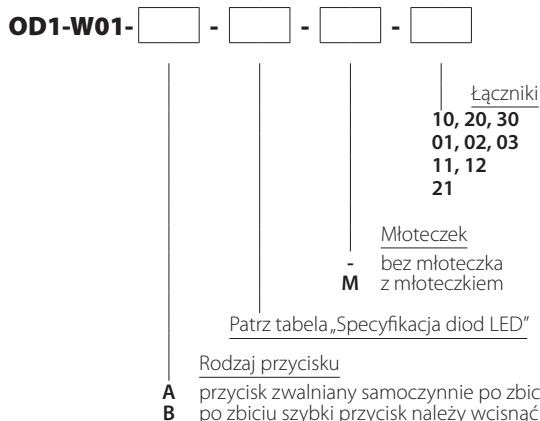 OD1-W01- - - -
Łączniki
10, 20, 30
01, 02, 03
11, 12
21
Młoteczek
- bez młoteczka
M z młoteczkiem
Patrz tabela „Specyfikacja diod LED”
Rodzaj przycisku
A przycisk zwalniany samoczynnie po zbic
B po zbiciu szybki przycisk należy wcisnąć